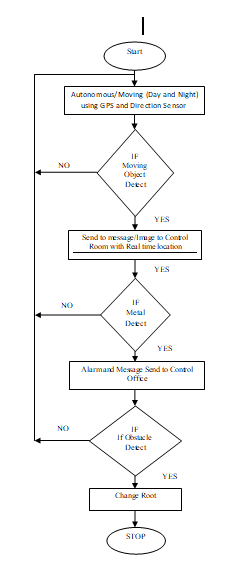 Start
Autonomous/Moving (Day and Night)
using GPS and Direction Sensor
IF
Moving
Object
Detect
NO
YES
Send to message/Image to Control
Room with Real time location
YES
IF
Metal
Detect
NO
YES
Alarm and Message Send to Control
Office
IF
If Obstacle
Detect
NO
YES
Change Root
STOP